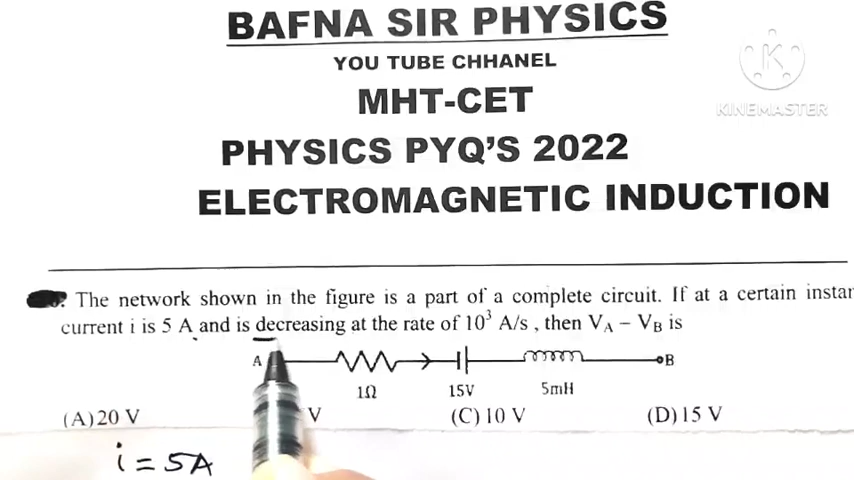 BAFNA SIR PHYSICS
YOU TUBE CHHANEL
MHT-CET
K
KINEMASTER
PHYSICS PYQ'S 2022
ELECTROMAGNETIC INDUCTION
The network shown in the figure is a part of a complete circuit. If at a certain
current i is 5 A and is decreasing at the rate of 10³ A/s , then V_A − V_B is
A B
1Ω 15V 5mH
(A) 20 V V (C) 10 V (D) 15 V
i = 5A